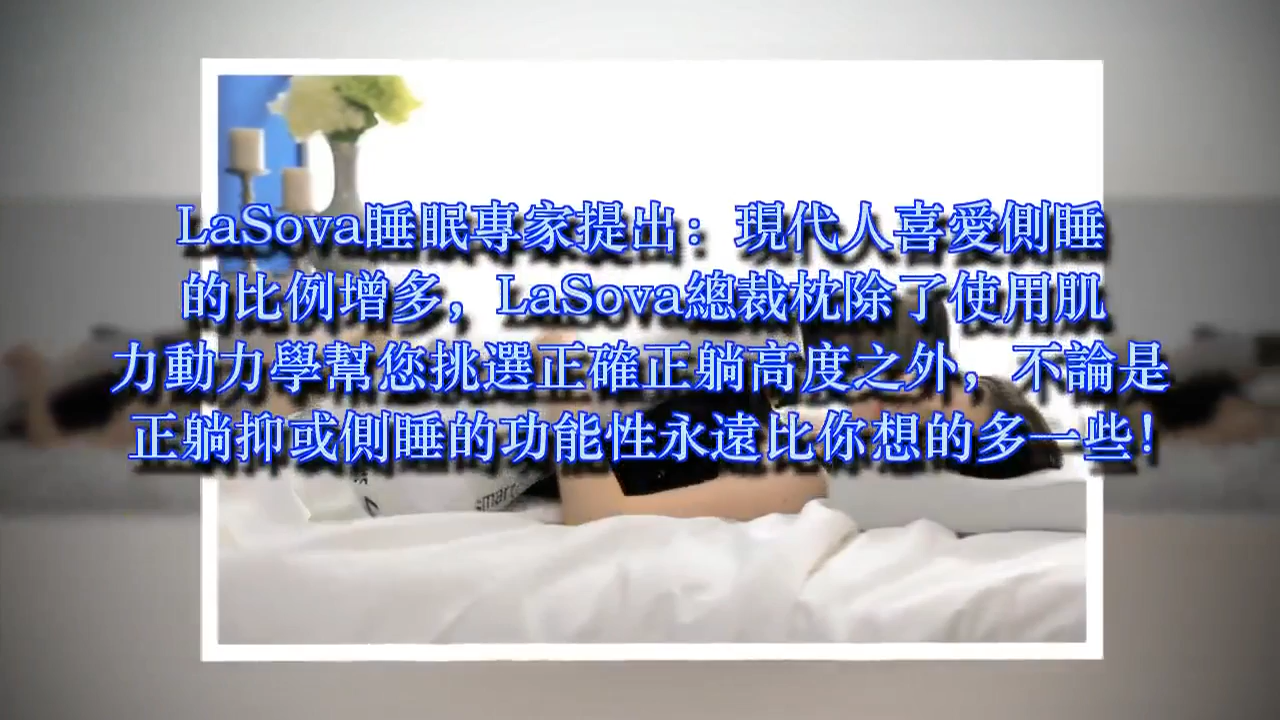 LaSova睡眠專家提出：現代人喜愛側睡
的比例增多，LaSova總裁枕除了使用肌
力動力學幫您挑選正確正躺高度之外，不論是
正躺抑或側睡的功能性永遠比你想的多一些！
smart